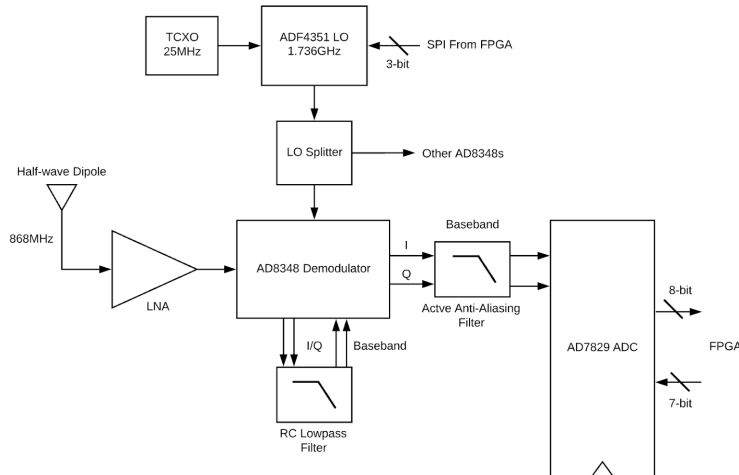 TCXO
25MHz
ADF4351 LO
1.736GHz
SPI From FPGA
3-bit
LO Splitter
Other AD8348s
Half-wave Dipole
868MHz
LNA
AD8348 Demodulator
I
Q
Baseband
Actve Anti-Aliasing
Filter
I/Q
Baseband
RC Lowpass
Filter
AD7829 ADC
8-bit
FPGA
7-bit